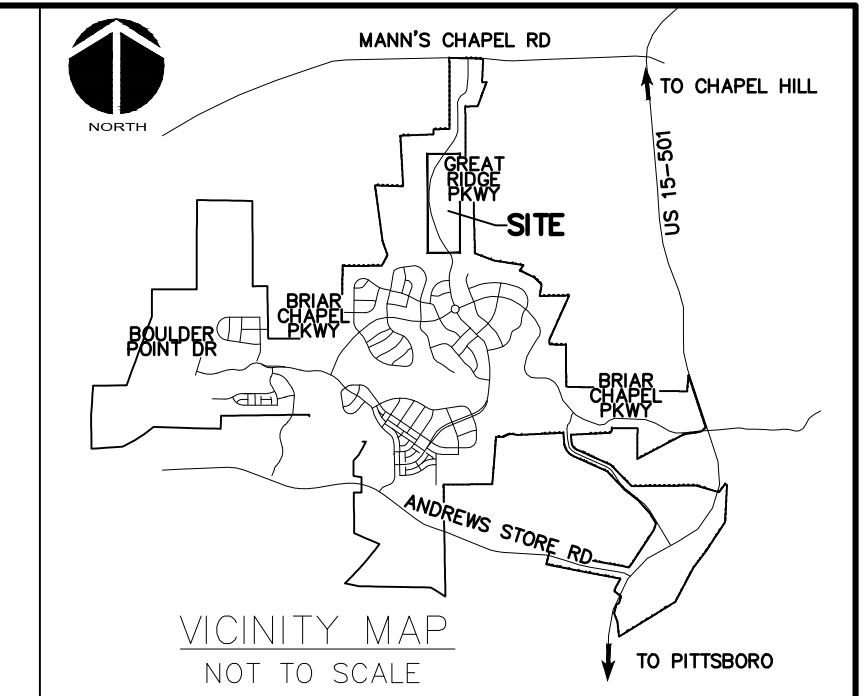 MANN'S CHAPEL RD
TO CHAPEL HILL
NORTH
US 15-501
GREAT
RIDGE
PKWY
SITE
BRIAR
CHAPEL
PKWY
BOULDER
POINT DR
BRIAR
CHAPEL
PKWY
ANDREWS STORE RD
VICINITY MAP
NOT TO SCALE
TO PITTSBORO